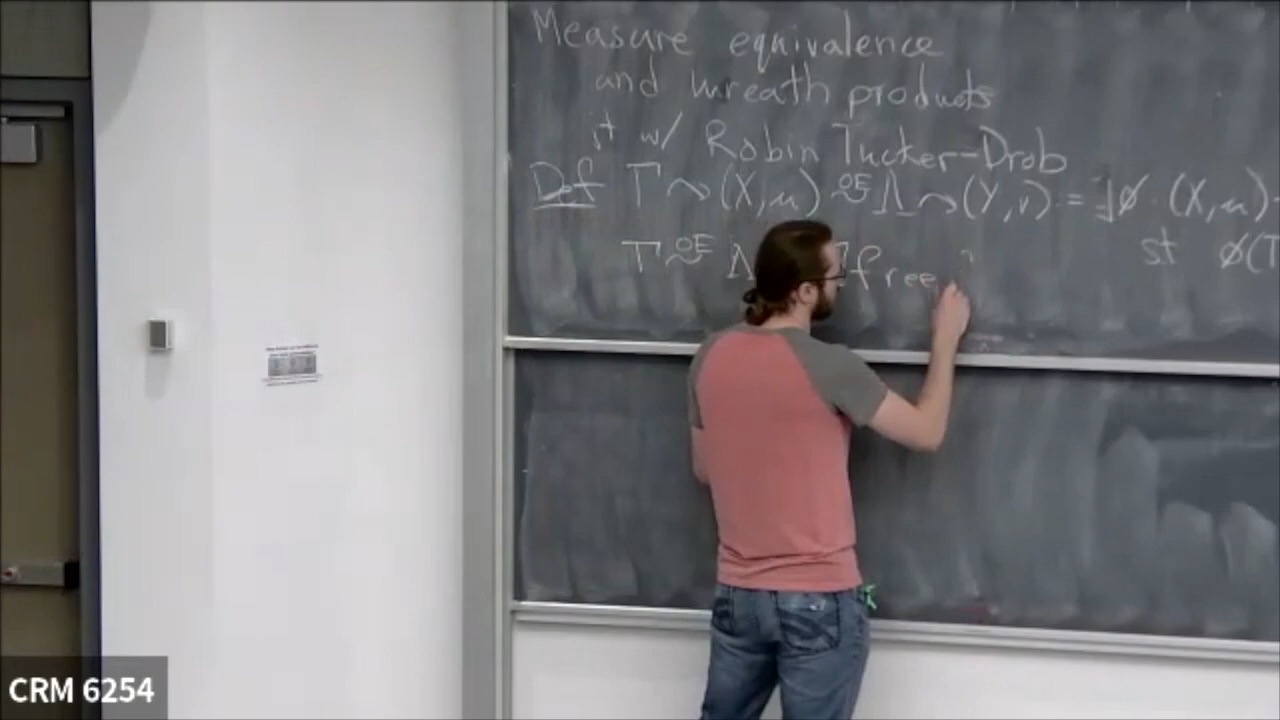 Measure equivalence
and wreath products
jt w/ Robin Tucker-Drob
Def Γ ↷ (X,μ) ~OE Λ ↷ (Y,ν) = ∃ø: (X,μ)
st ø(Γ
Γ ~OE Λ ∃ free
CRM 6254